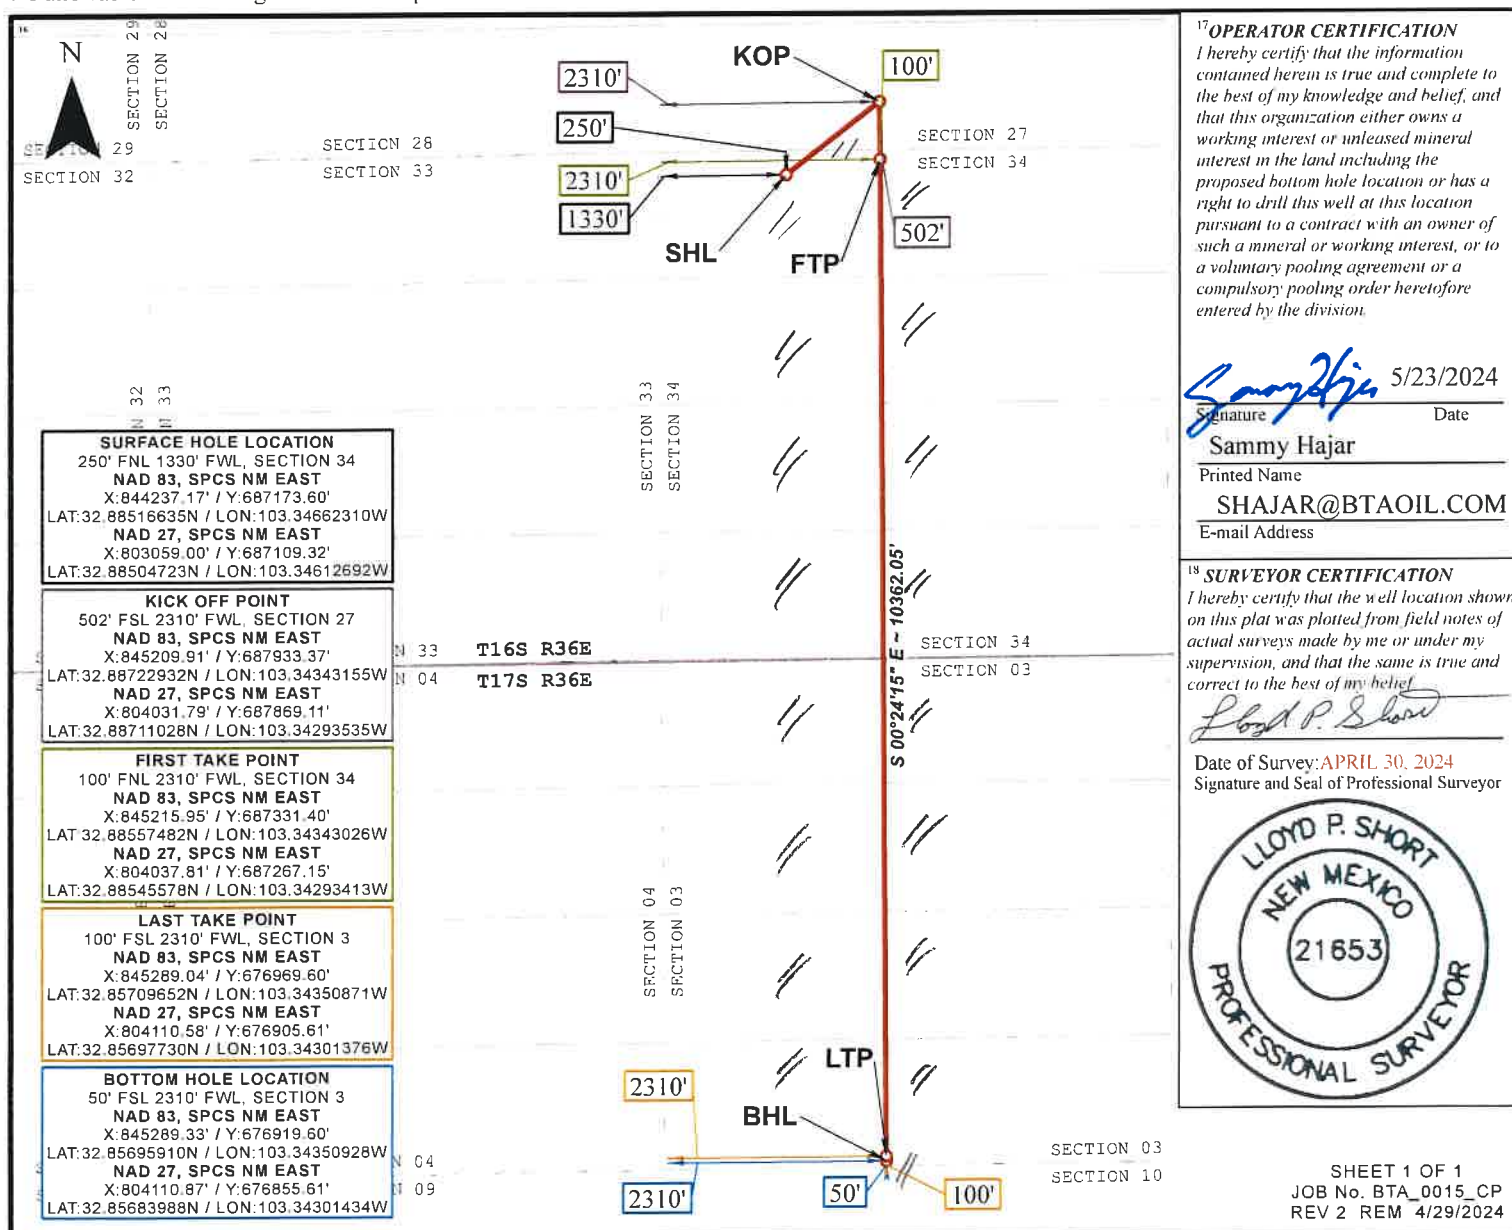 16
N
SECTION 29
SECTION 28
29
SECTION 32
SECTION 28
SECTION 33
KOP
100'
2310'
250'
2310'
1330'
SHL
FTP
502'
SECTION 27
SECTION 34
32
33
SECTION 33
SECTION 34
SURFACE HOLE LOCATION
250' FNL 1330' FWL, SECTION 34
NAD 83, SPCS NM EAST
X:844237.17' / Y:687173.60'
LAT:32.88516635N / LON:103.34662310W
NAD 27, SPCS NM EAST
X:803059.00' / Y:687109.32'
LAT:32.88504723N / LON:103.34612692W
KICK OFF POINT
502' FSL 2310' FWL, SECTION 27
NAD 83, SPCS NM EAST
X:845209.91' / Y:687933.37'
LAT:32.88722932N / LON:103.34343155W
NAD 27, SPCS NM EAST
X:804031.79' / Y:687869.11'
LAT:32.88711028N / LON:103.34293535W
FIRST TAKE POINT
100' FNL 2310' FWL, SECTION 34
NAD 83, SPCS NM EAST
X:845215.95' / Y:687331.40'
LAT:32.88557482N / LON:103.34343026W
NAD 27, SPCS NM EAST
X:804037.81' / Y:687267.15'
LAT:32.88545578N / LON:103.34293413W
LAST TAKE POINT
100' FSL 2310' FWL, SECTION 3
NAD 83, SPCS NM EAST
X:845289.04' / Y:676969.60'
LAT:32.85709652N / LON:103.34350871W
NAD 27, SPCS NM EAST
X:804110.58' / Y:676905.61'
LAT:32.85697730N / LON:103.34301376W
BOTTOM HOLE LOCATION
50' FSL 2310' FWL, SECTION 3
NAD 83, SPCS NM EAST
X:845289.33' / Y:676919.60'
LAT:32.85695910N / LON:103.34350928W
NAD 27, SPCS NM EAST
X:804110.87' / Y:676855.61'
LAT:32.85683988N / LON:103.34301434W
N 33
N 04
T16S R36E
T17S R36E
S 00°24'15" E ~ 10362.05'
SECTION 34
SECTION 03
SECTION 04
SECTION 03
LTP
BHL
2310'
2310'
50'
100'
N 04
09
SECTION 03
SECTION 10
17 OPERATOR CERTIFICATION
I hereby certify that the information
contained herein is true and complete to
the best of my knowledge and belief, and
that this organization either owns a
working interest or unleased mineral
interest in the land including the
proposed bottom hole location or has a
right to drill this well at this location
pursuant to a contract with an owner of
such a mineral or working interest, or to
a voluntary pooling agreement or a
compulsory pooling order heretofore
entered by the division.
Sammy Hajar 5/23/2024
Signature Date
Sammy Hajar
Printed Name
SHAJAR@BTAOIL.COM
E-mail Address
18 SURVEYOR CERTIFICATION
I hereby certify that the well location shown
on this plat was plotted from field notes of
actual surveys made by me or under my
supervision, and that the same is true and
correct to the best of my belief.
Lloyd P. Short
Date of Survey: APRIL 30, 2024
Signature and Seal of Professional Surveyor
LLOYD P. SHORT
NEW MEXICO
21653
PROFESSIONAL SURVEYOR
SHEET 1 OF 1
JOB No. BTA_0015_CP
REV 2 REM 4/29/2024